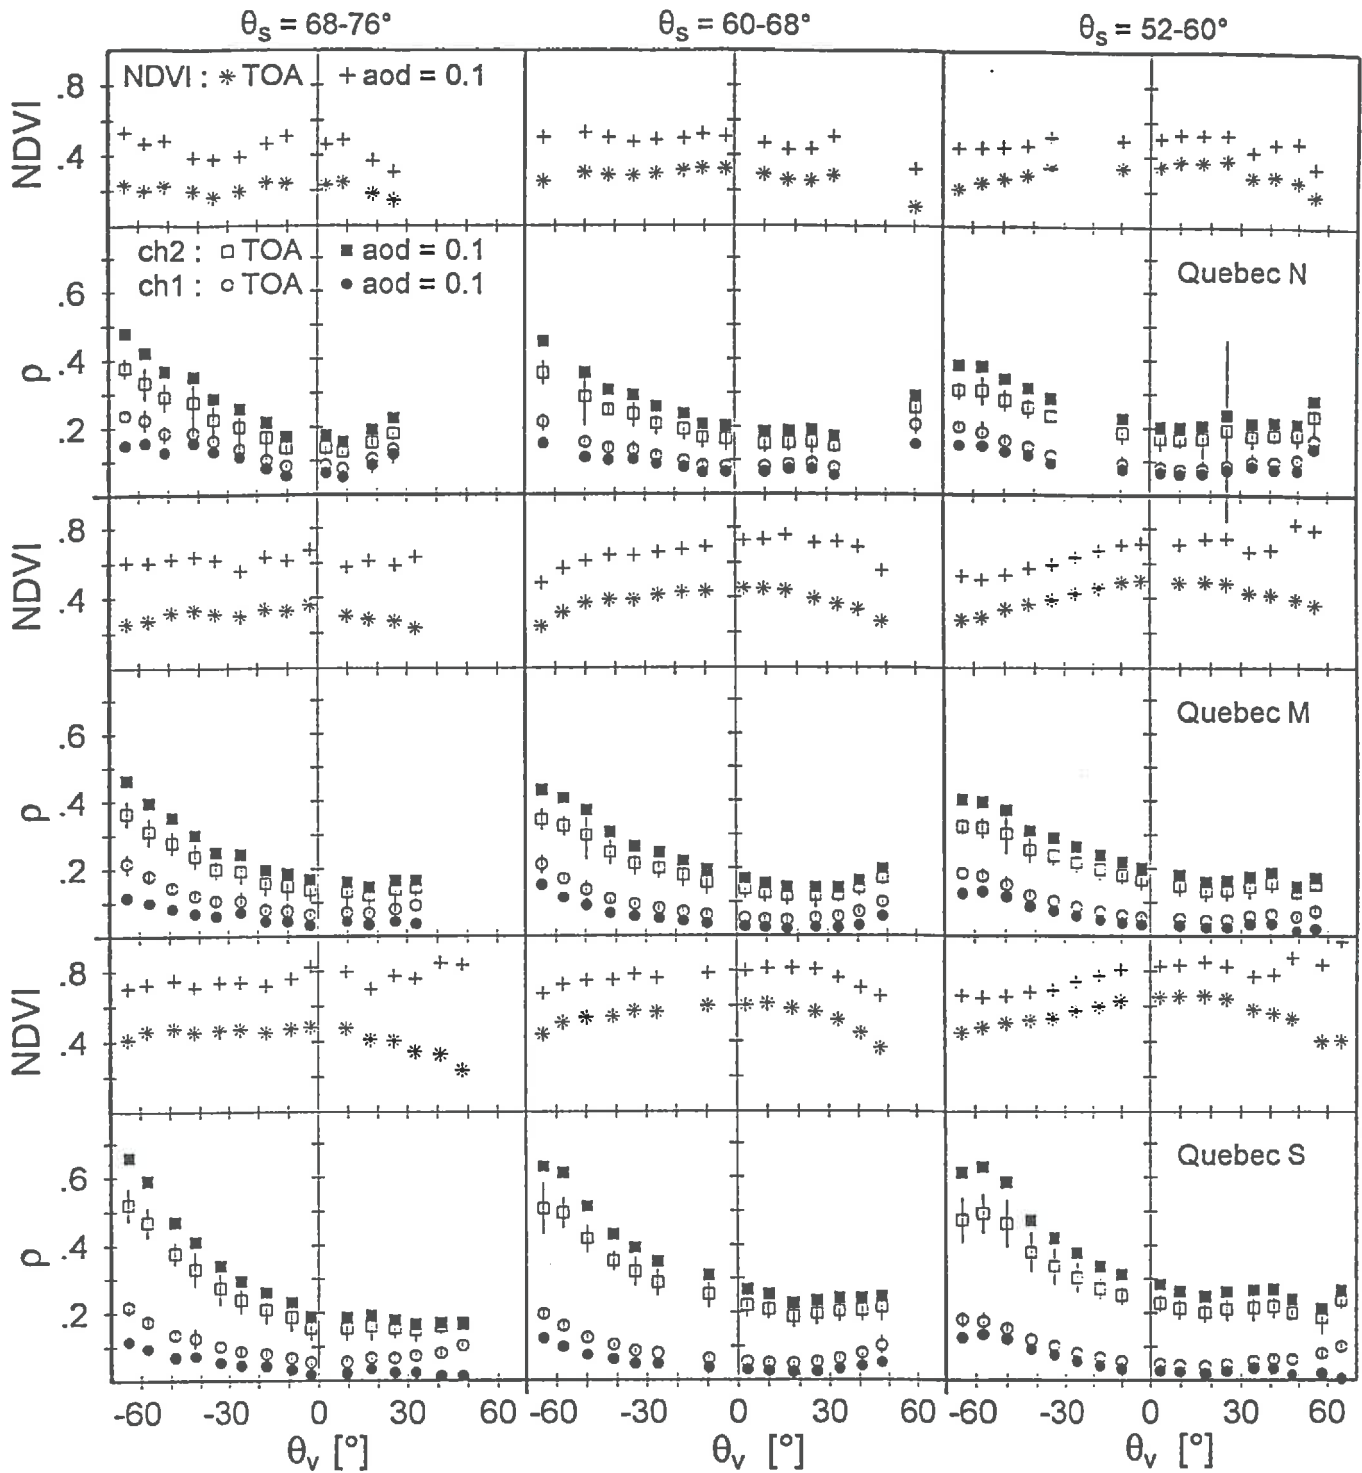 θs = 68-76° θs = 60-68° θs = 52-60°
NDVI : ✳ TOA + aod = 0.1
NDVI
.8
.4
ch2 : □ TOA ■ aod = 0.1
ch1 : ○ TOA ● aod = 0.1
Quebec N
ρ
.6
.4
.2
NDVI
.8
.4
Quebec M
ρ
.6
.4
.2
NDVI
.8
.4
Quebec S
ρ
.6
.4
.2
-60 -30 0 30 60 -60 -30 0 30 60 -60 -30 0 30 60
θv [°] θv [°] θv [°]